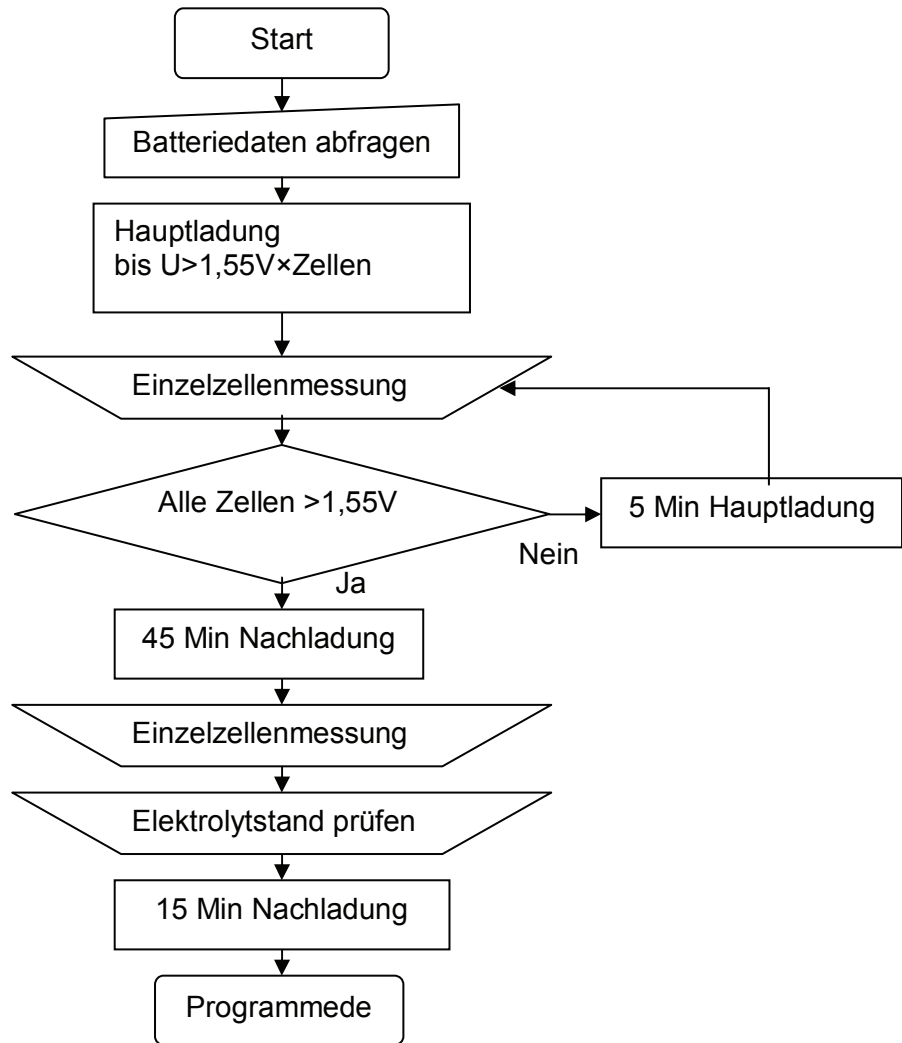 Start
Batteriedaten abfragen
Hauptladung
bis U>1,55V×Zellen
Einzelzellenmessung
Alle Zellen >1,55V
5 Min Hauptladung
Nein
Ja
45 Min Nachladung
Einzelzellenmessung
Elektrolytstand prüfen
15 Min Nachladung
Programmede